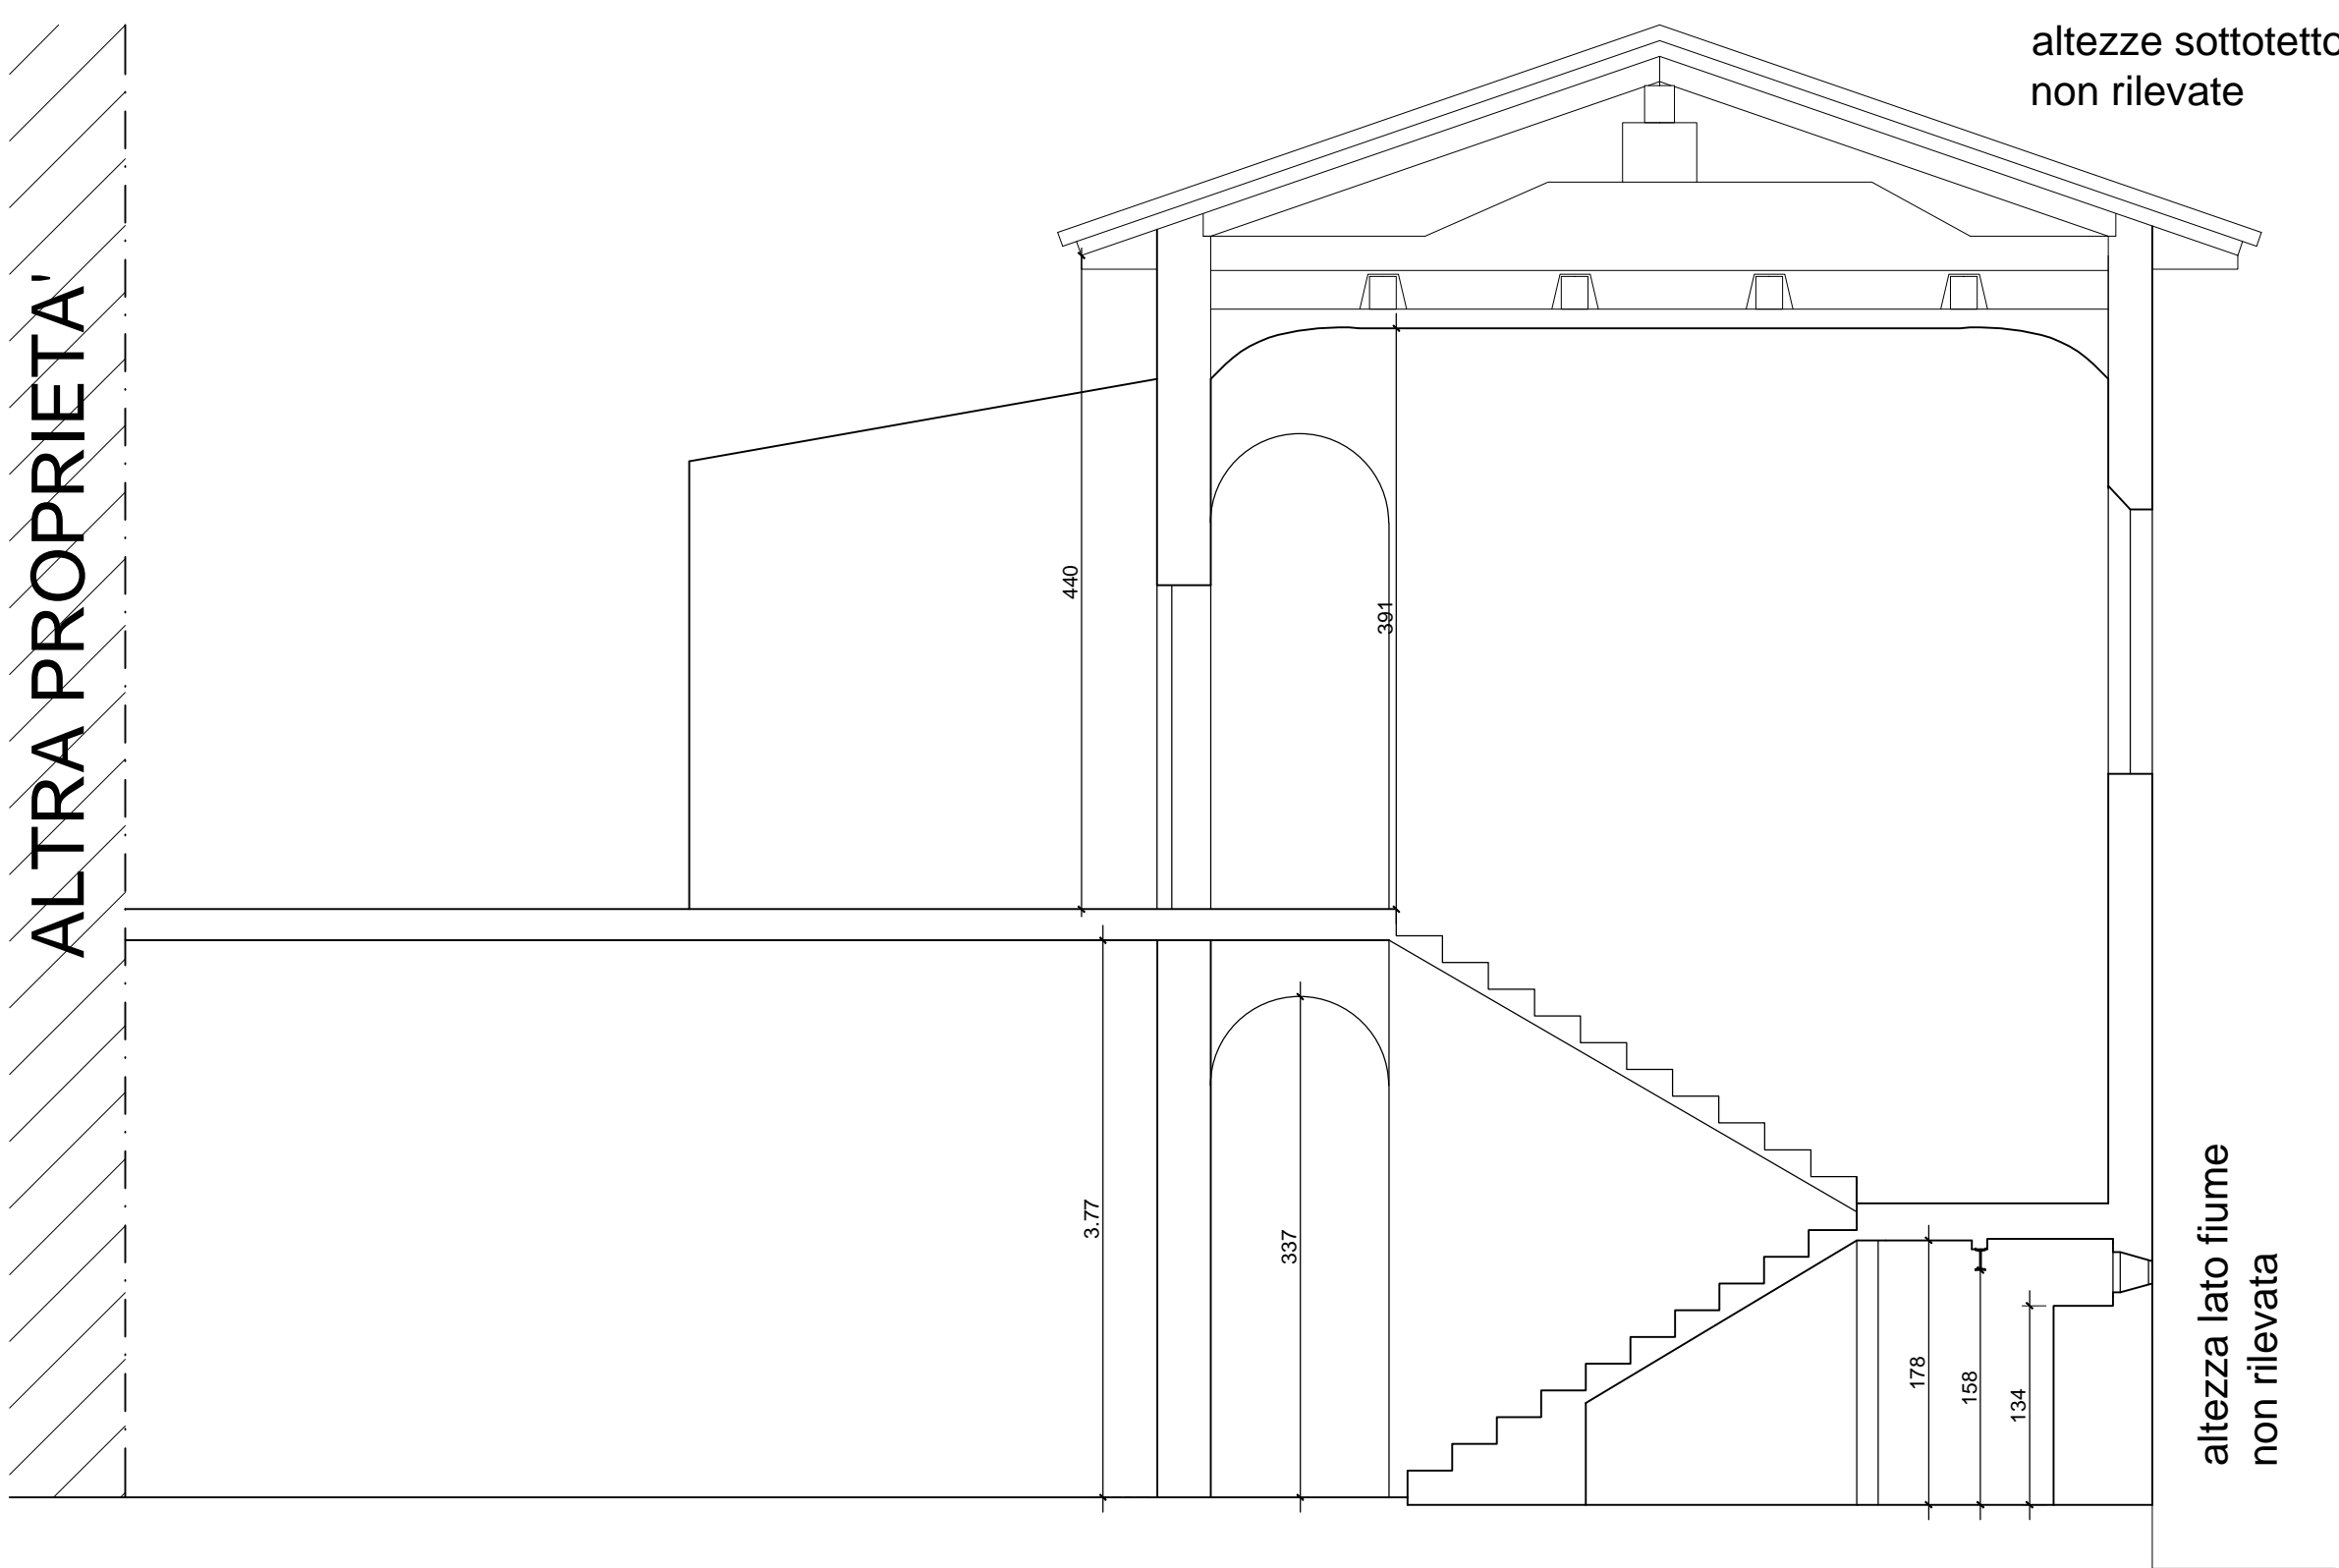 altezze sottotetto
non rilevate
ALTRA PROPRIETA'
440
391
3.77
337
178
158
134
altezza lato fiume
non rilevata